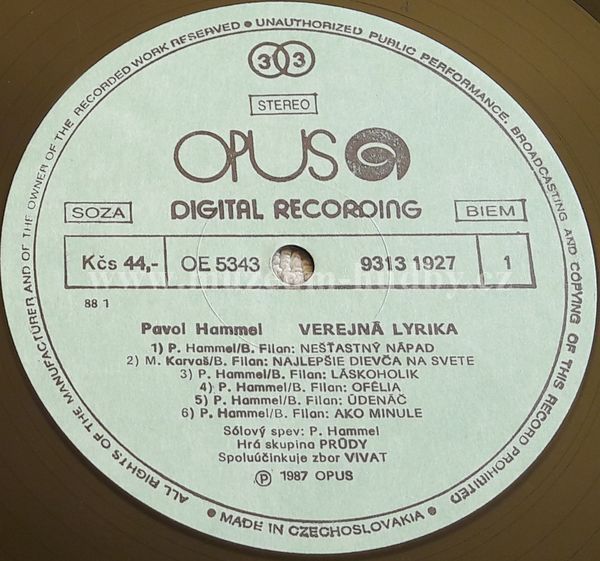 ALL RIGHTS OF THE MANUFACTURER AND OF THE OWNER OF THE RECORDED WORK RESERVED • UNAUTHORIZED PUBLIC PERFORMANCE, BROADCASTING AND COPYING OF THIS RECORD PROHIBITED
33
STEREO
OPUS
SOZA DIGITAL RECORDING BIEM
Kčs 44,- OE 5343 9313 1927 1
88 1
Pavol Hammel VEREJNÁ LYRIKA
1) P. Hammel/B. Filan: NEŠŤASTNÝ NÁPAD
2) M. Karvaš/B. Filan: NAJLEPŠIE DIEVČA NA SVETE
3) P. Hammel/B. Filan: LÁSKOHOLIK
4) P. Hammel/B. Filan: OFÉLIA
5) P. Hammel/B. Filan: ÚDENÁČ
6) P. Hammel/B. Filan: AKO MINULE
Sólový spev: P. Hammel
Hrá skupina PRÚDY
Spoluúčinkuje zbor VIVAT
Ⓟ 1987 OPUS
• MADE IN CZECHOSLOVAKIA •